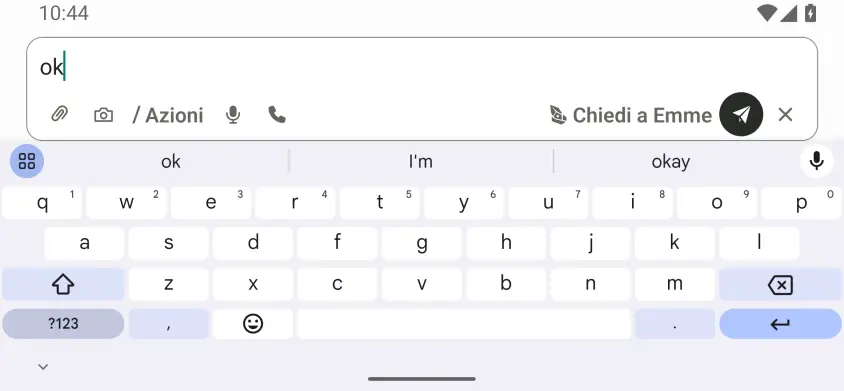 10:44
ok
/ Azioni
Chiedi a Emme
ok I'm okay
q 1 w 2 e 3 r 4 t 5 y 6 u 7 i 8 o 9 p 0
a s d f g h j k l
z x c v b n m
?123 , .